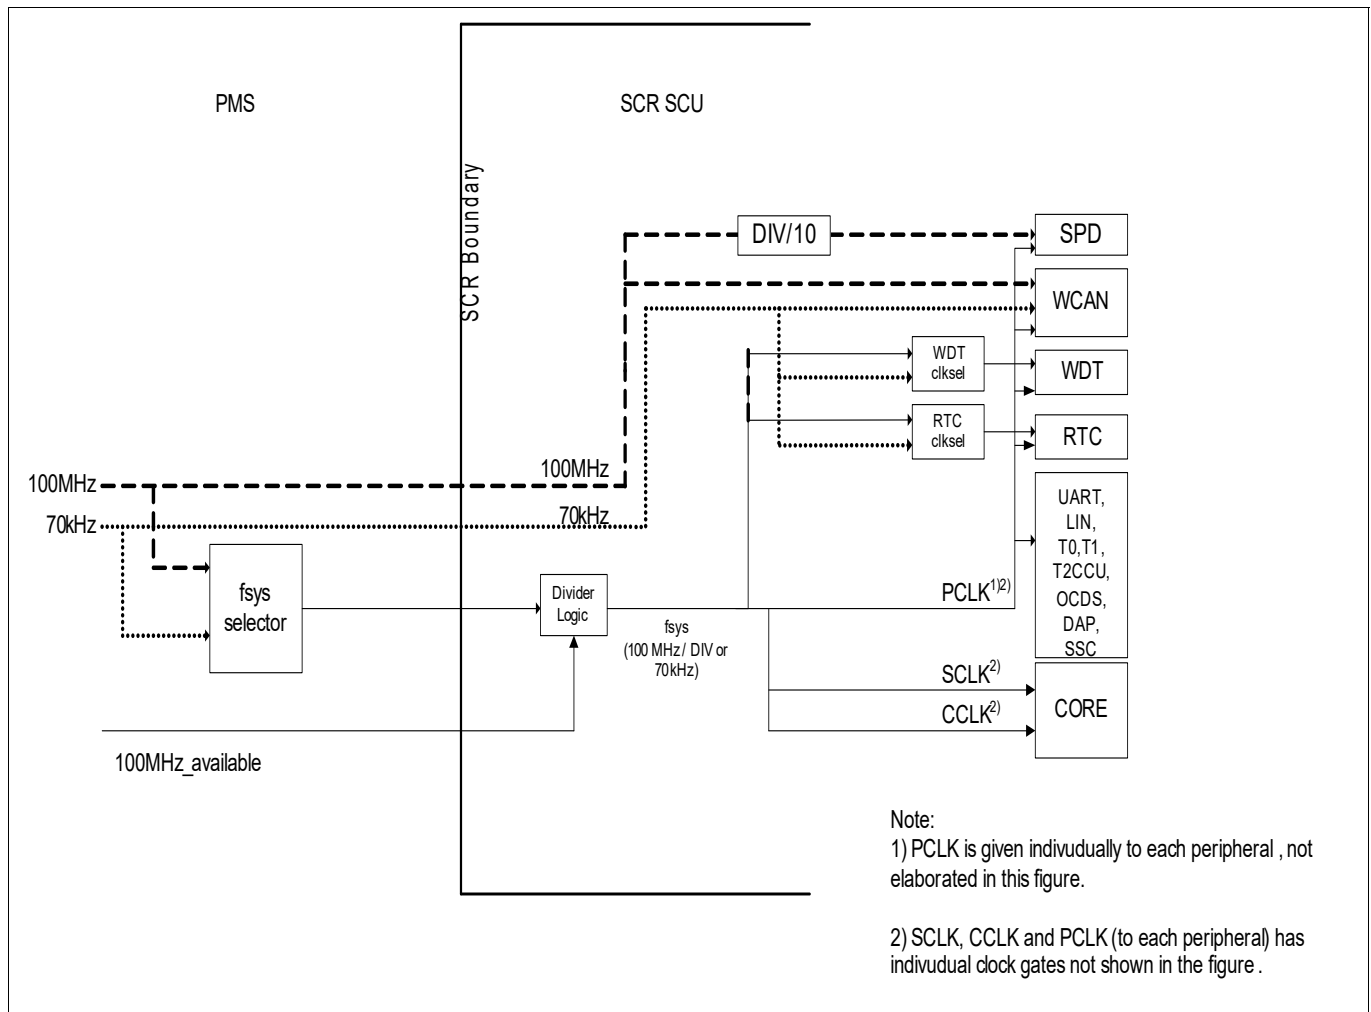 PMS
SCR SCU
SCR Boundary
DIV/10
SPD
WCAN
WDT
clksel
WDT
RTC
clksel
RTC
100MHz
100MHz
70kHz
70kHz
fsys
selector
Divider
Logic
fsys
(100 MHz / DIV or
70kHz)
PCLK1)2)
UART,
LIN,
T0,T1,
T2CCU,
OCDS,
DAP,
SSC
SCLK2)
CCLK2)
CORE
100MHz_available
Note:
1) PCLK is given indivudually to each peripheral , not
elaborated in this figure.
2) SCLK, CCLK and PCLK (to each peripheral) has
indivudual clock gates not shown in the figure .